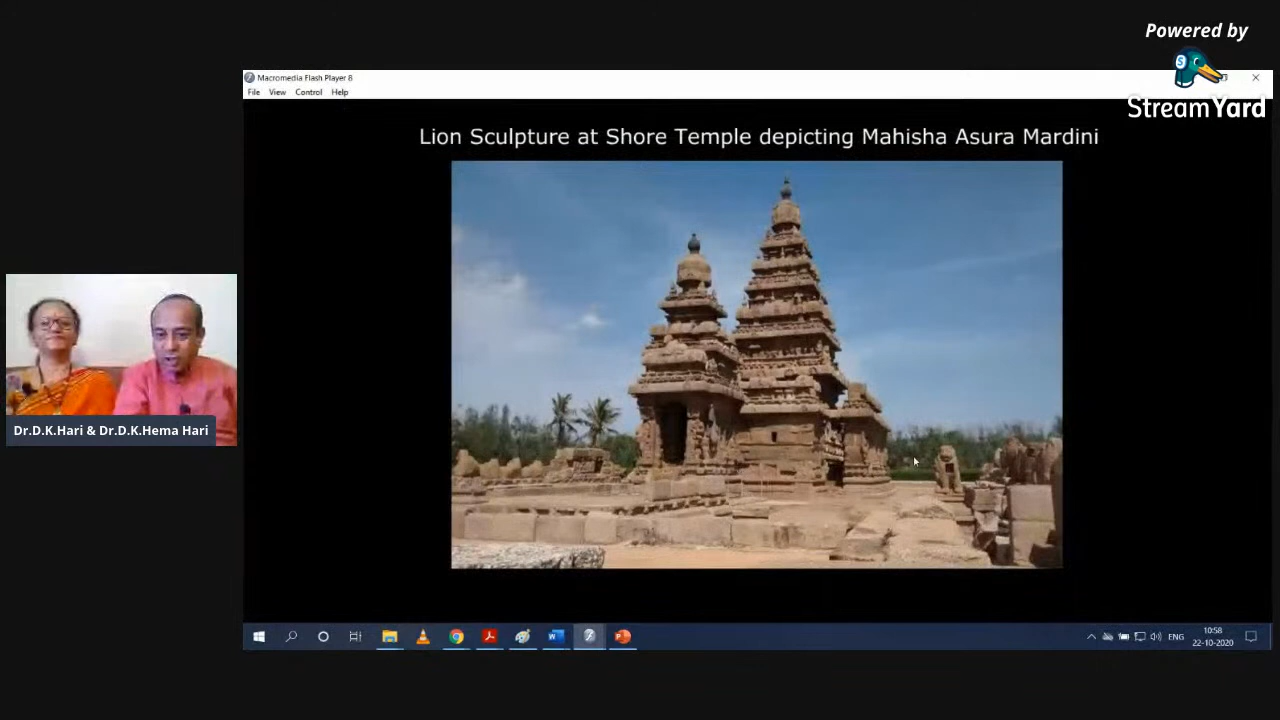 Powered by
StreamYard
Macromedia Flash Player 8
File View Control Help
Lion Sculpture at Shore Temple depicting Mahisha Asura Mardini
Dr.D.K.Hari & Dr.D.K.Hema Hari
ENG
10:58
22-10-2020